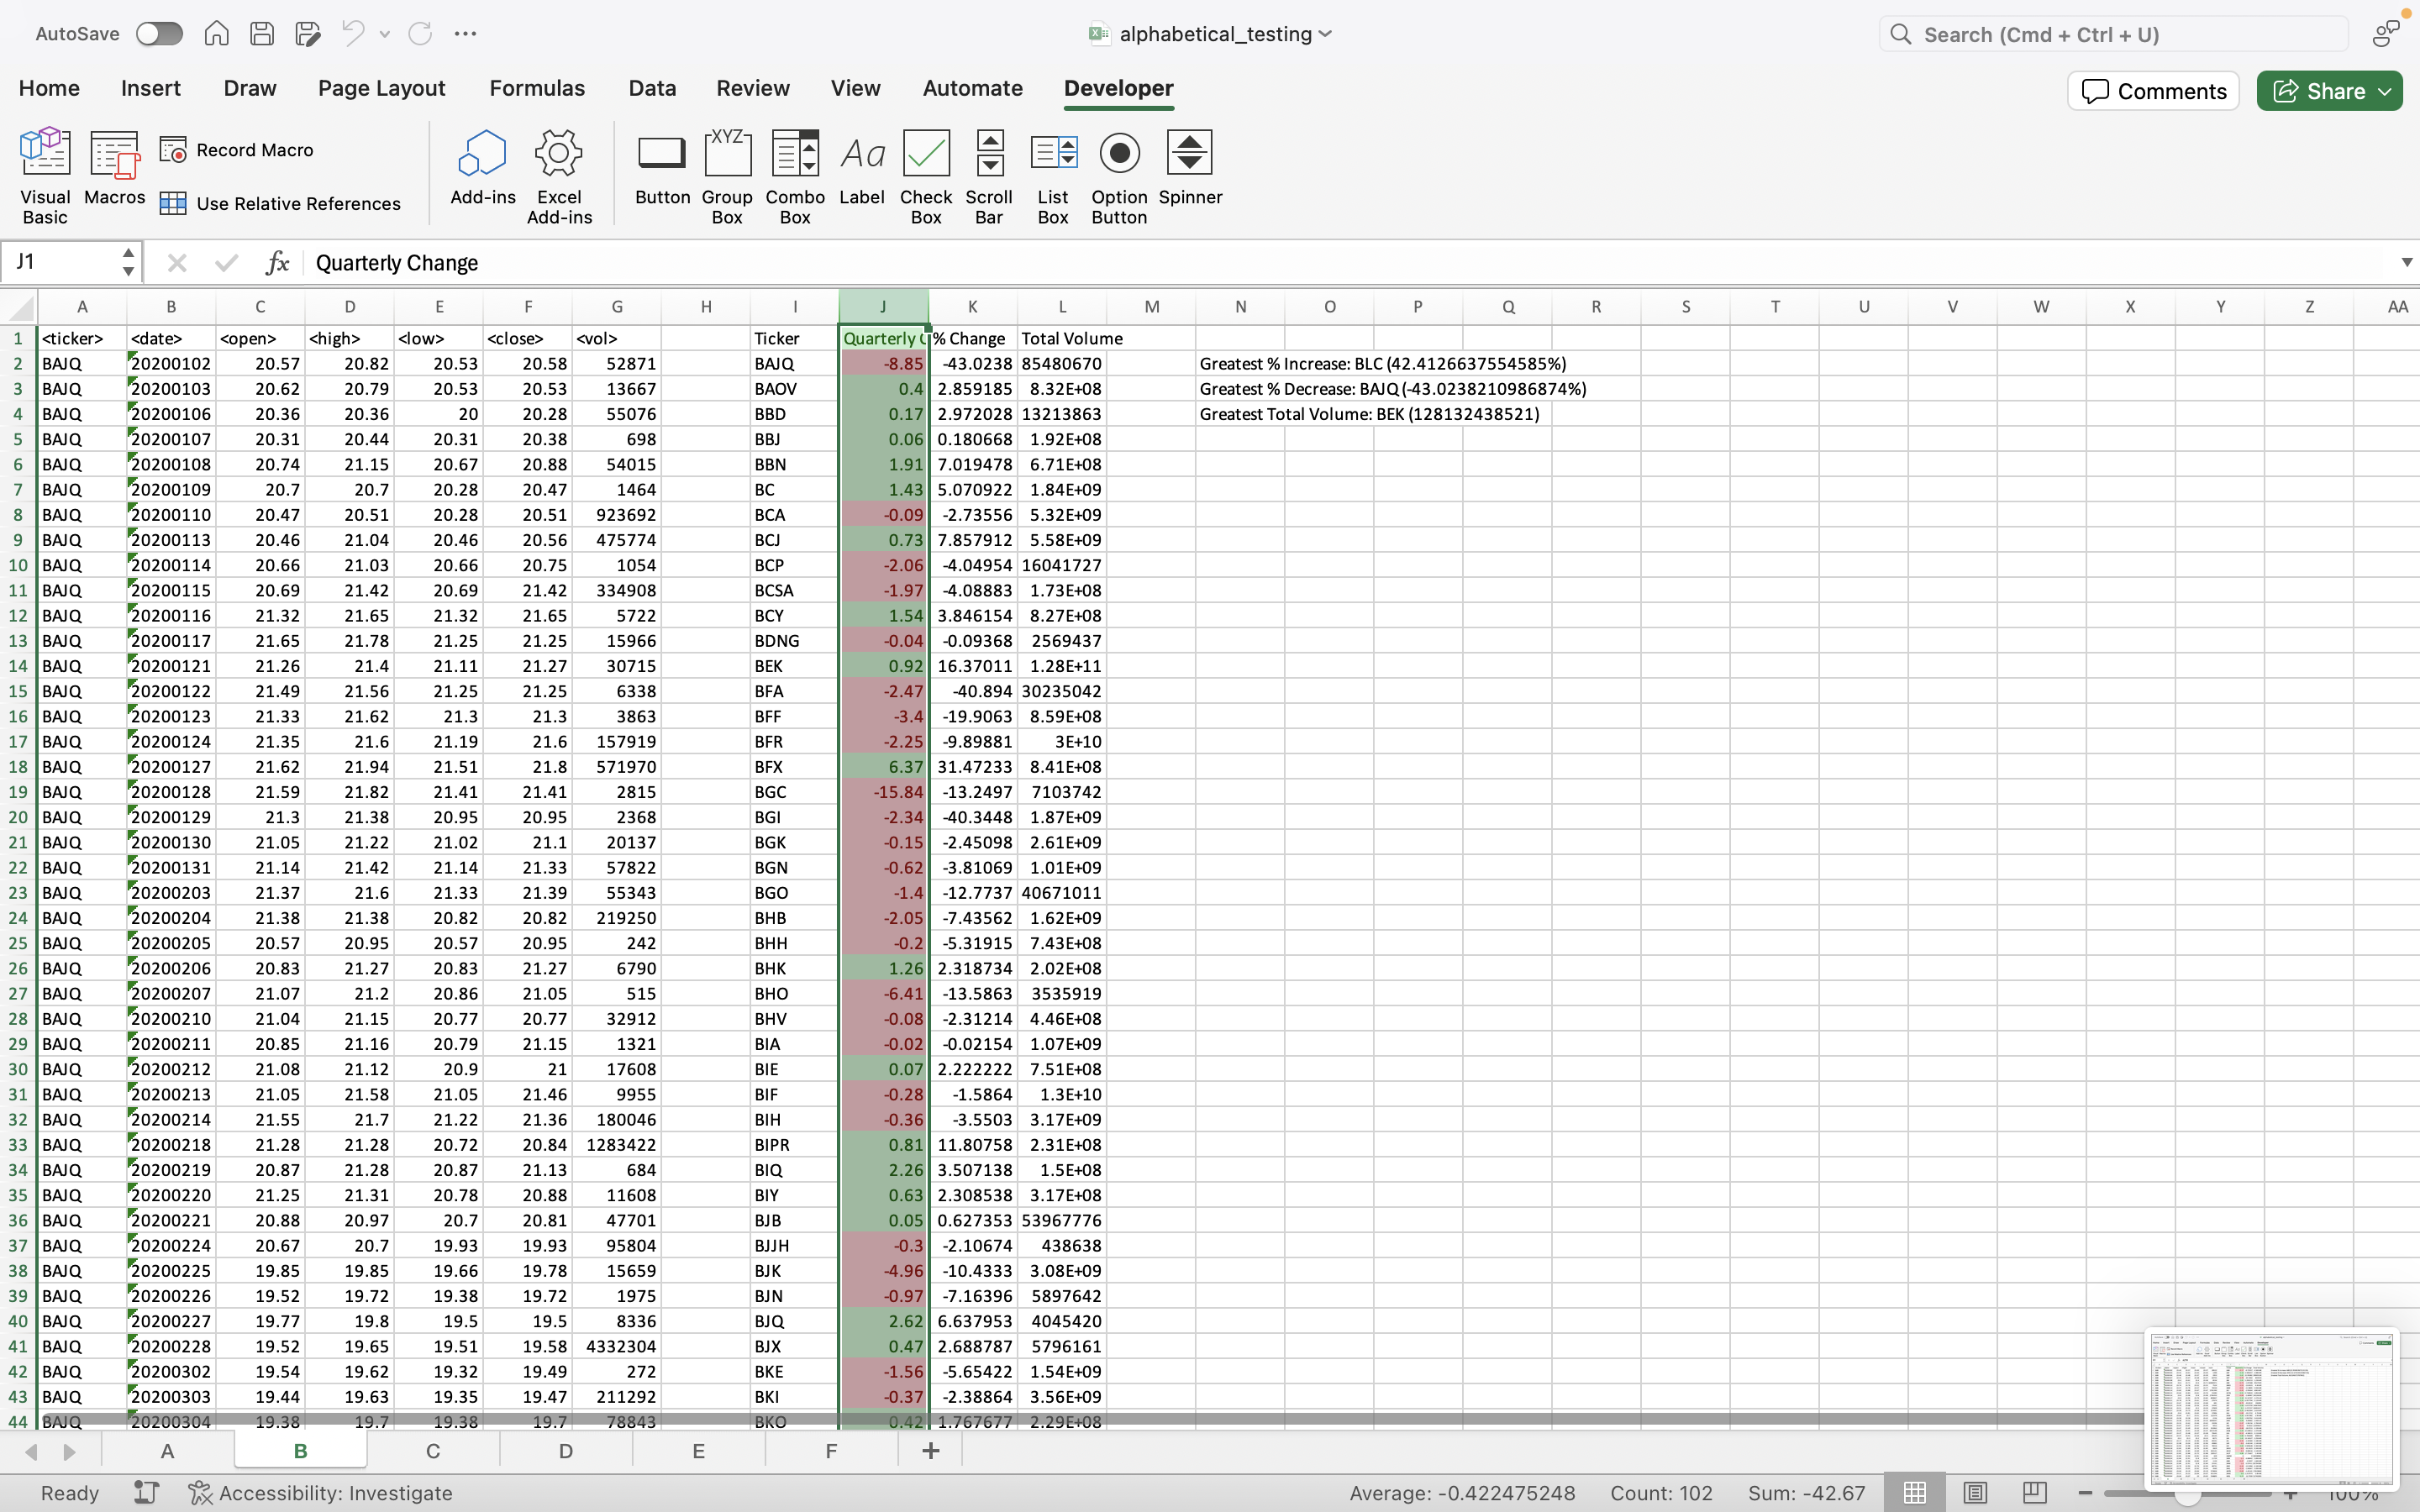 AutoSave
alphabetical_testing
Search (Cmd + Ctrl + U)
Home Insert Draw Page Layout Formulas Data Review View Automate Developer Comments Share
Visual Basic Macros Record Macro Use Relative References Add-ins Excel Add-ins Button Group Box Combo Box Label Check Box Scroll Bar List Box Option Button Spinner
J1 fx Quarterly Change
A B C D E F G H I J K L M N O P Q R S T U V W X Y Z AA
1 <ticker> <date> <open> <high> <low> <close> <vol> Ticker Quarterly C % Change Total Volume
2 BAJQ 20200102 20.57 20.82 20.53 20.58 52871 BAJQ -8.85 -43.0238 85480670 Greatest % Increase: BLC (42.4126637554585%)
3 BAJQ 20200103 20.62 20.79 20.53 20.53 13667 BAOV 0.4 2.859185 8.32E+08 Greatest % Decrease: BAJQ (-43.0238210986874%)
4 BAJQ 20200106 20.36 20.36 20 20.28 55076 BBD 0.17 2.972028 13213863 Greatest Total Volume: BEK (128132438521)
5 BAJQ 20200107 20.31 20.44 20.31 20.38 698 BBJ 0.06 0.180668 1.92E+08
6 BAJQ 20200108 20.74 21.15 20.67 20.88 54015 BBN 1.91 7.019478 6.71E+08
7 BAJQ 20200109 20.7 20.7 20.28 20.47 1464 BC 1.43 5.070922 1.84E+09
8 BAJQ 20200110 20.47 20.51 20.28 20.51 923692 BCA -0.09 -2.73556 5.32E+09
9 BAJQ 20200113 20.46 21.04 20.46 20.56 475774 BCJ 0.73 7.857912 5.58E+09
10 BAJQ 20200114 20.66 21.03 20.66 20.75 1054 BCP -2.06 -4.04954 16041727
11 BAJQ 20200115 20.69 21.42 20.69 21.42 334908 BCSA -1.97 -4.08883 1.73E+08
12 BAJQ 20200116 21.32 21.65 21.32 21.65 5722 BCY 1.54 3.846154 8.27E+08
13 BAJQ 20200117 21.65 21.78 21.25 21.25 15966 BDNG -0.04 -0.09368 2569437
14 BAJQ 20200121 21.26 21.4 21.11 21.27 30715 BEK 0.92 16.37011 1.28E+11
15 BAJQ 20200122 21.49 21.56 21.25 21.25 6338 BFA -2.47 -40.894 30235042
16 BAJQ 20200123 21.33 21.62 21.3 21.3 3863 BFF -3.4 -19.9063 8.59E+08
17 BAJQ 20200124 21.35 21.6 21.19 21.6 157919 BFR -2.25 -9.89881 3E+10
18 BAJQ 20200127 21.62 21.94 21.51 21.8 571970 BFX 6.37 31.47233 8.41E+08
19 BAJQ 20200128 21.59 21.82 21.41 21.41 2815 BGC -15.84 -13.2497 7103742
20 BAJQ 20200129 21.3 21.38 20.95 20.95 2368 BGI -2.34 -40.3448 1.87E+09
21 BAJQ 20200130 21.05 21.22 21.02 21.1 20137 BGK -0.15 -2.45098 2.61E+09
22 BAJQ 20200131 21.14 21.42 21.14 21.33 57822 BGN -0.62 -3.81069 1.01E+09
23 BAJQ 20200203 21.37 21.6 21.33 21.39 55343 BGO -1.4 -12.7737 40671011
24 BAJQ 20200204 21.38 21.38 20.82 20.82 219250 BHB -2.05 -7.43562 1.62E+09
25 BAJQ 20200205 20.57 20.95 20.57 20.95 242 BHH -0.2 -5.31915 7.43E+08
26 BAJQ 20200206 20.83 21.27 20.83 21.27 6790 BHK 1.26 2.318734 2.02E+08
27 BAJQ 20200207 21.07 21.2 20.86 21.05 515 BHO -6.41 -13.5863 3535919
28 BAJQ 20200210 21.04 21.15 20.77 20.77 32912 BHV -0.08 -2.31214 4.46E+08
29 BAJQ 20200211 20.85 21.16 20.79 21.15 1321 BIA -0.02 -0.02154 1.07E+09
30 BAJQ 20200212 21.08 21.12 20.9 21 17608 BIE 0.07 2.222222 7.51E+08
31 BAJQ 20200213 21.05 21.58 21.05 21.46 9955 BIF -0.28 -1.5864 1.3E+10
32 BAJQ 20200214 21.55 21.7 21.22 21.36 180046 BIH -0.36 -3.5503 3.17E+09
33 BAJQ 20200218 21.28 21.28 20.72 20.84 1283422 BIPR 0.81 11.80758 2.31E+08
34 BAJQ 20200219 20.87 21.28 20.87 21.13 684 BIQ 2.26 3.507138 1.5E+08
35 BAJQ 20200220 21.25 21.31 20.78 20.88 11608 BIY 0.63 2.308538 3.17E+08
36 BAJQ 20200221 20.88 20.97 20.7 20.81 47701 BJB 0.05 0.627353 53967776
37 BAJQ 20200224 20.67 20.7 19.93 19.93 95804 BJJH -0.3 -2.10674 438638
38 BAJQ 20200225 19.85 19.85 19.66 19.78 15659 BJK -4.96 -10.4333 3.08E+09
39 BAJQ 20200226 19.52 19.72 19.38 19.72 1975 BJN -0.97 -7.16396 5897642
40 BAJQ 20200227 19.77 19.8 19.5 19.5 8336 BJQ 2.62 6.637953 4045420
41 BAJQ 20200228 19.52 19.65 19.51 19.58 4332304 BJX 0.47 2.688787 5796161
42 BAJQ 20200302 19.54 19.62 19.32 19.49 272 BKE -1.56 -5.65422 1.54E+09
43 BAJQ 20200303 19.44 19.63 19.35 19.47 211292 BKI -0.37 -2.38864 3.56E+09
44 BAJQ 20200304 19.38 19.7 19.38 19.7 78843 BKO 0.42 1.767677 2.29E+08
A B C D E F
Ready Accessibility: Investigate Average: -0.422475248 Count: 102 Sum: -42.67 100%